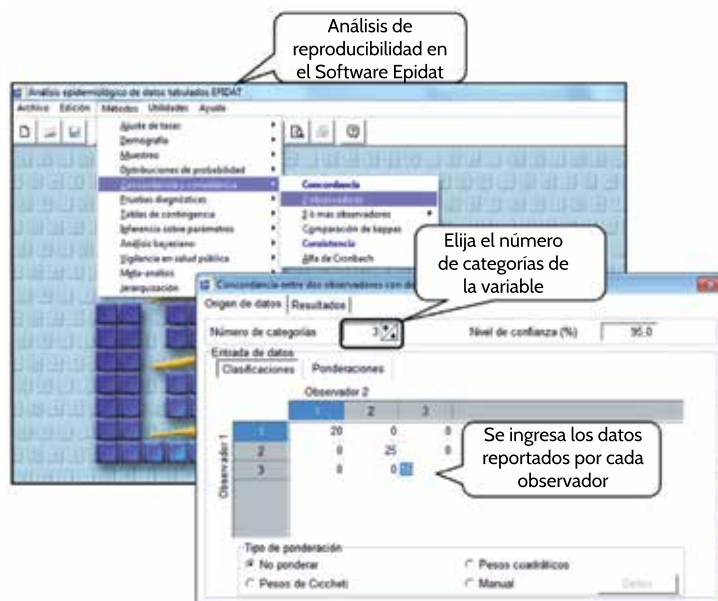 Análisis de
reproducibilidad en
el Software Epidat
Análisis epidemiológico de datos tabulados EPIDAT
Archivo Edición Métodos Utilidades Ayuda
Ajuste de tasas
Demografía
Muestreo
Distribuciones de probabilidad
Concordancia y consistencia
Pruebas diagnósticas
Tablas de contingencia
Inferencia sobre parámetros
Análisis bayesiano
Vigilancia en salud pública
Meta-análisis
Jerarquización
Concordancia
2 observadores
3 ó más observadores
Comparación de kappas
Consistencia
Alfa de Cronbach
Elija el número
de categorías de
la variable
Concordancia entre dos observadores con
Origen de datos Resultados
Número de categorías 3 Nivel de confianza (%) 95.0
Entrada de datos
Clasificaciones Ponderaciones
Observador 2
1 2 3
Observador 1
1 20 0 0
2 0 25 0
3 0 0
Se ingresa los datos
reportados por cada
observador
Tipo de ponderación
No ponderar Pesos cuadráticos
Pesos de Ciccheti Manual